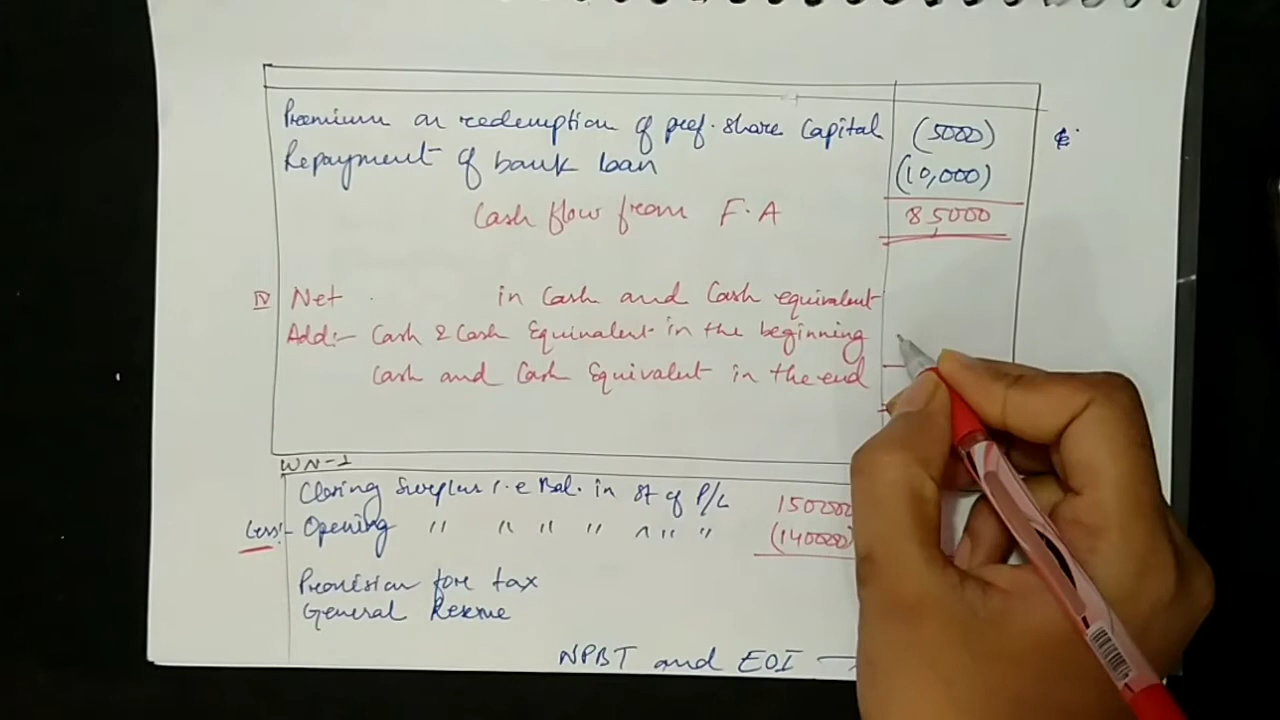 Premium on redemption of pref. share Capital (5000)
Repayment of bank loan (10,000)
Cash flow from F.A 85000
IV Net in Cash and Cash equivalent
Add:- Cash & Cash Equivalent in the beginning
Cash and Cash Equivalent in the end
WN-1
Closing Surplus i.e Bal. in st of P/L 150000
Less:- Opening " " " " " " " (140000)
Provision for tax
General Reserve
NPBT and EOI →